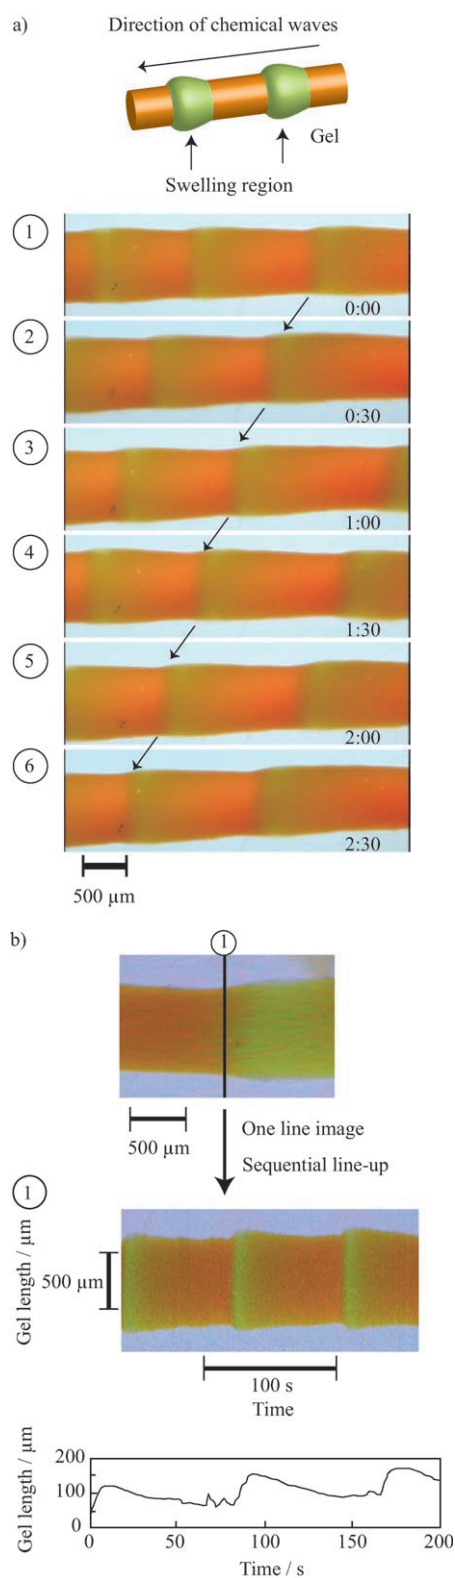 a)
Direction of chemical waves
Gel
Swelling region
1
0:00
2
0:30
3
1:00
4
1:30
5
2:00
6
2:30
500 µm
b)
1
500 µm
One line image
Sequential line-up
1
Gel length / µm
500 µm
100 s
Time
Gel length / µm
200
100
0
0
50
100
150
200
Time / s